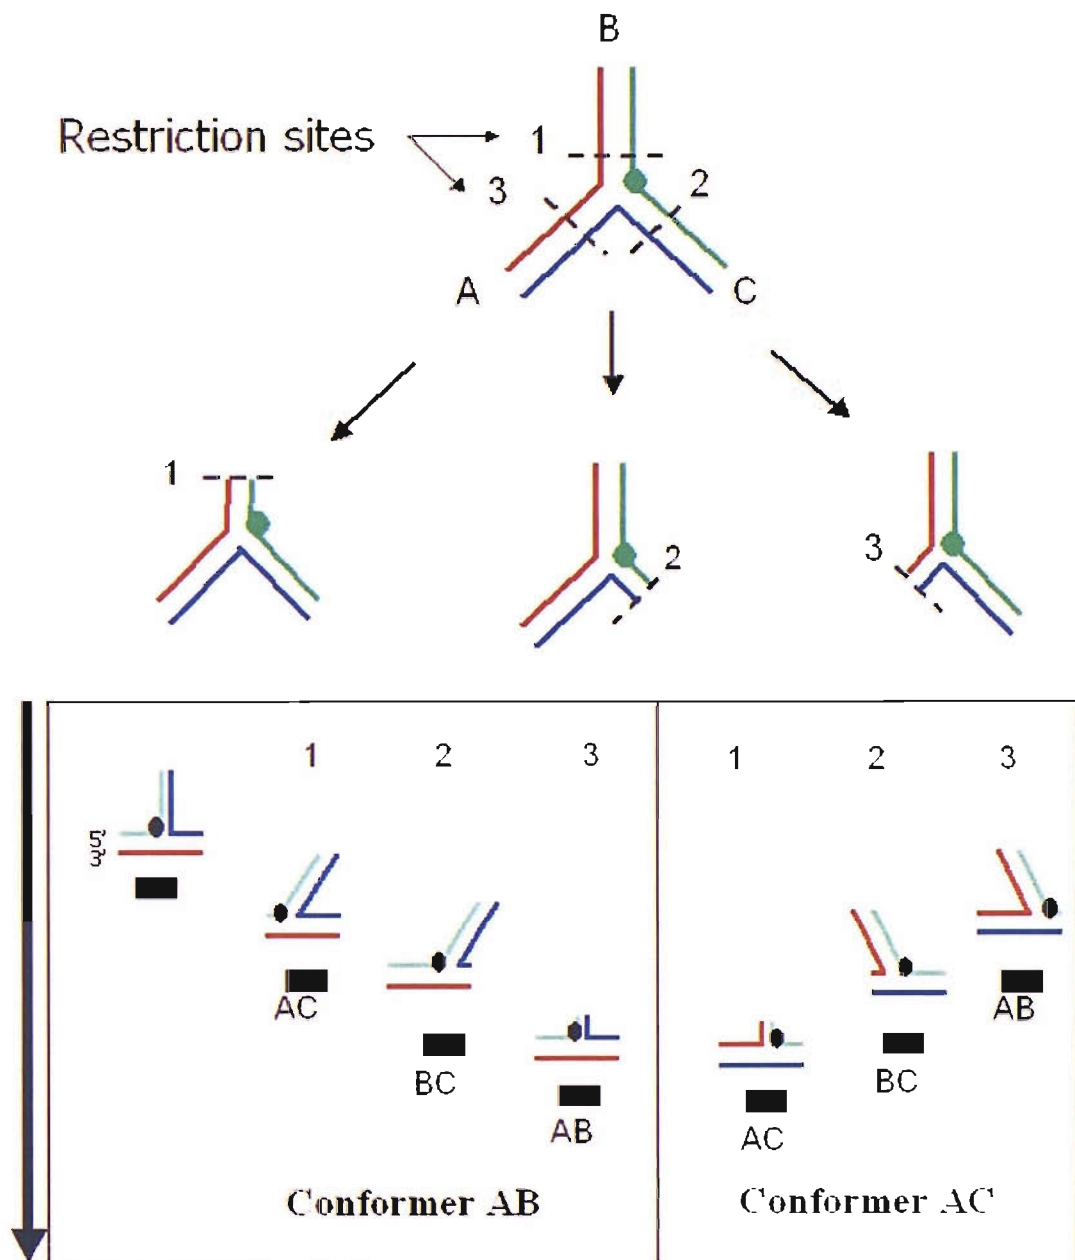 B
Restriction sites
1
3
2
A
C
1
2
3
1 2 3 1 2 3
5'
3'
AC
BC
AB
AC
BC
AB
Conformer AB
Conformer AC